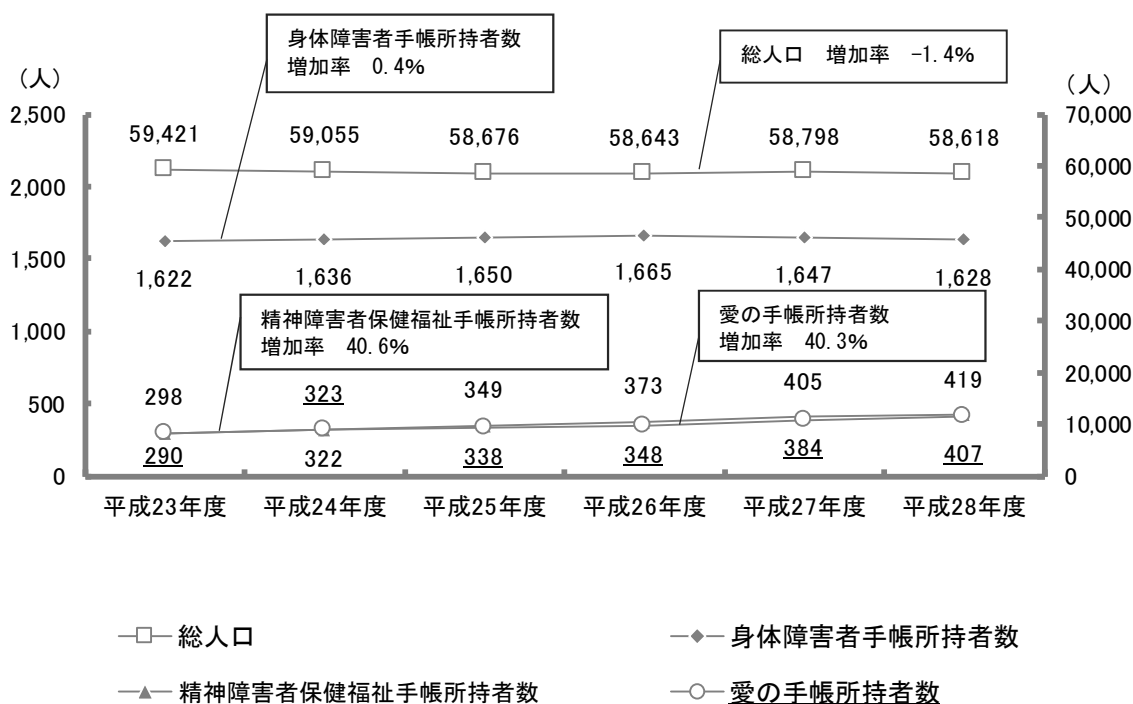 身体障害者手帳所持者数
増加率 0.4%
総人口 増加率 -1.4%
(人)
(人)
2,500
2,000
1,500
1,000
500
0
70,000
60,000
50,000
40,000
30,000
20,000
10,000
0
59,421 59,055 58,676 58,643 58,798 58,618
1,622 1,636 1,650 1,665 1,647 1,628
精神障害者保健福祉手帳所持者数
増加率 40.6%
愛の手帳所持者数
増加率 40.3%
298 323 349 373 405 419
290 322 338 348 384 407
平成23年度 平成24年度 平成25年度 平成26年度 平成27年度 平成28年度
総人口
身体障害者手帳所持者数
精神障害者保健福祉手帳所持者数
愛の手帳所持者数